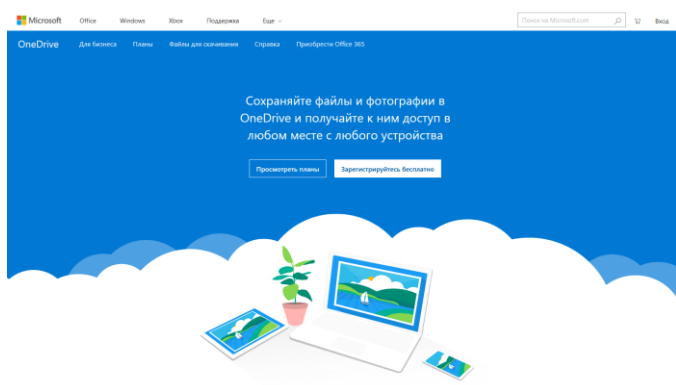 Microsoft Office Windows Xbox Поддержка Еще Поиск на Microsoft.com Вход
OneDrive Для бизнеса Планы Файлы для скачивания Справка Приобрести Office 365
Сохраняйте файлы и фотографии в
OneDrive и получайте к ним доступ в
любом месте с любого устройства
Просмотреть планы Зарегистрируйтесь бесплатно